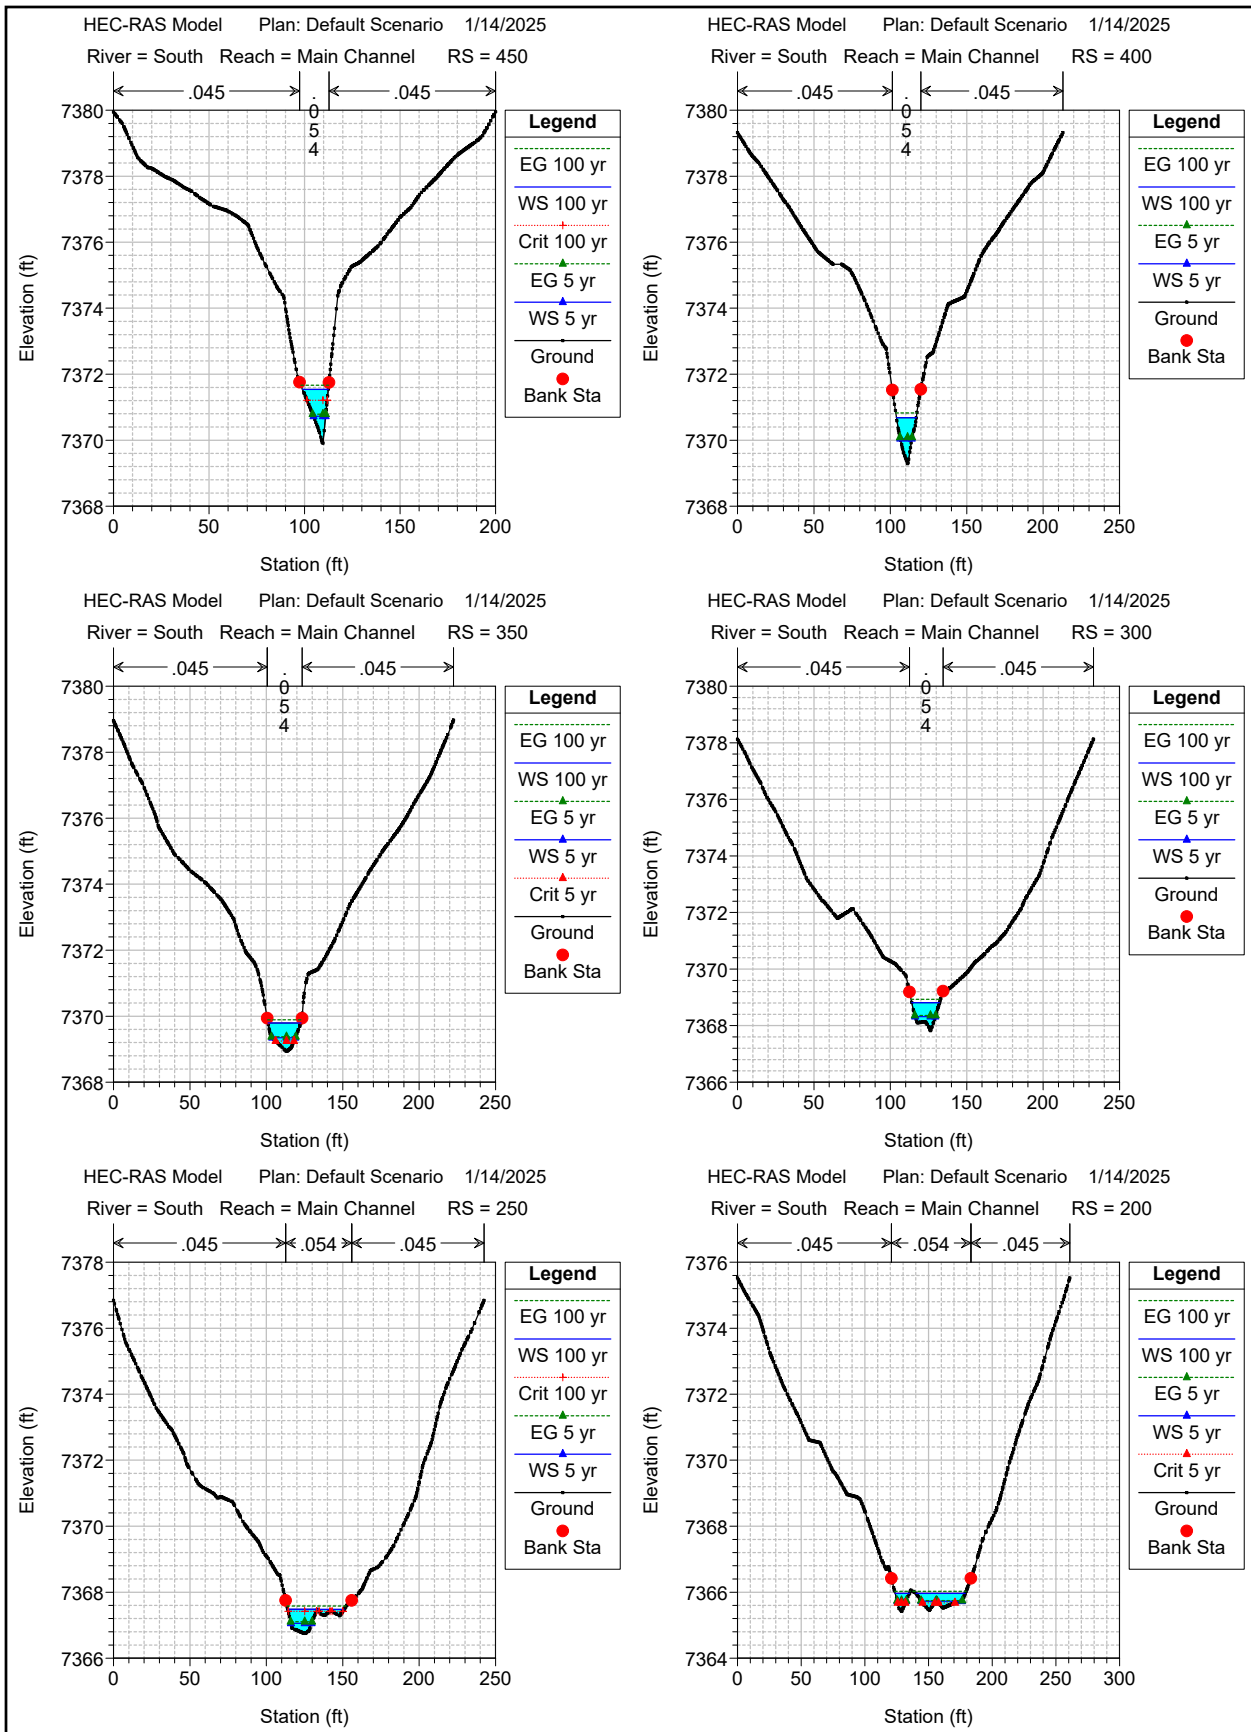 HEC-RAS Model Plan: Default Scenario 1/14/2025
River = South Reach = Main Channel RS = 450
.045
.054
.045
7380
7378
7376
7374
7372
7370
7368
Elevation (ft)
0 50 100 150 200
Station (ft)
Legend
EG 100 yr
WS 100 yr
Crit 100 yr
EG 5 yr
WS 5 yr
Ground
Bank Sta
HEC-RAS Model Plan: Default Scenario 1/14/2025
River = South Reach = Main Channel RS = 400
.045
.054
.045
7380
7378
7376
7374
7372
7370
7368
Elevation (ft)
0 50 100 150 200 250
Station (ft)
Legend
EG 100 yr
WS 100 yr
EG 5 yr
WS 5 yr
Ground
Bank Sta
HEC-RAS Model Plan: Default Scenario 1/14/2025
River = South Reach = Main Channel RS = 350
.045
.054
.045
7380
7378
7376
7374
7372
7370
7368
Elevation (ft)
0 50 100 150 200 250
Station (ft)
Legend
EG 100 yr
WS 100 yr
EG 5 yr
WS 5 yr
Crit 5 yr
Ground
Bank Sta
HEC-RAS Model Plan: Default Scenario 1/14/2025
River = South Reach = Main Channel RS = 300
.045
.054
.045
7380
7378
7376
7374
7372
7370
7368
7366
Elevation (ft)
0 50 100 150 200 250
Station (ft)
Legend
EG 100 yr
WS 100 yr
EG 5 yr
WS 5 yr
Ground
Bank Sta
HEC-RAS Model Plan: Default Scenario 1/14/2025
River = South Reach = Main Channel RS = 250
.045
.054
.045
7378
7376
7374
7372
7370
7368
7366
Elevation (ft)
0 50 100 150 200 250
Station (ft)
Legend
EG 100 yr
WS 100 yr
Crit 100 yr
EG 5 yr
WS 5 yr
Ground
Bank Sta
HEC-RAS Model Plan: Default Scenario 1/14/2025
River = South Reach = Main Channel RS = 200
.045
.054
.045
7376
7374
7372
7370
7368
7366
7364
Elevation (ft)
0 50 100 150 200 250 300
Station (ft)
Legend
EG 100 yr
WS 100 yr
EG 5 yr
WS 5 yr
Crit 5 yr
Ground
Bank Sta